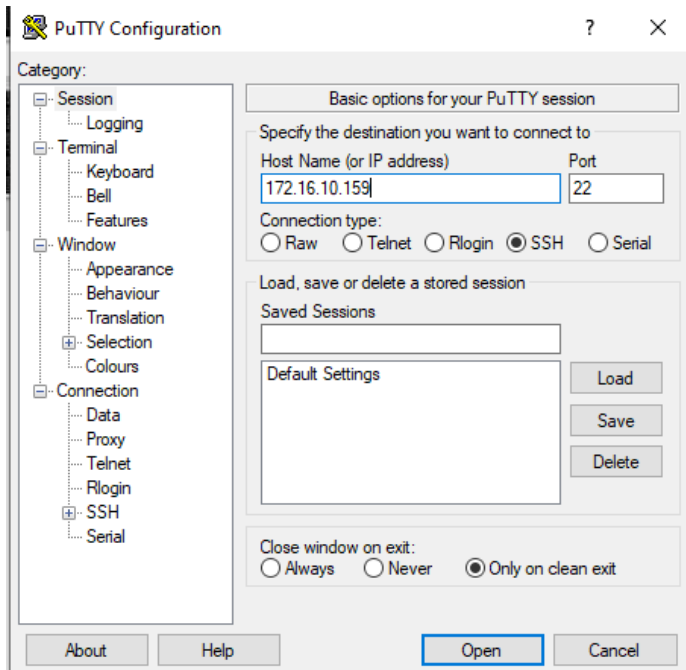 PuTTY Configuration
?
Category:
Session
Logging
Terminal
Keyboard
Bell
Features
Window
Appearance
Behaviour
Translation
Selection
Colours
Connection
Data
Proxy
Telnet
Rlogin
SSH
Serial
Basic options for your PuTTY session
Specify the destination you want to connect to
Host Name (or IP address) Port
172.16.10.159 22
Connection type:
Raw Telnet Rlogin SSH Serial
Load, save or delete a stored session
Saved Sessions
Default Settings
Load
Save
Delete
Close window on exit:
Always Never Only on clean exit
About Help Open Cancel